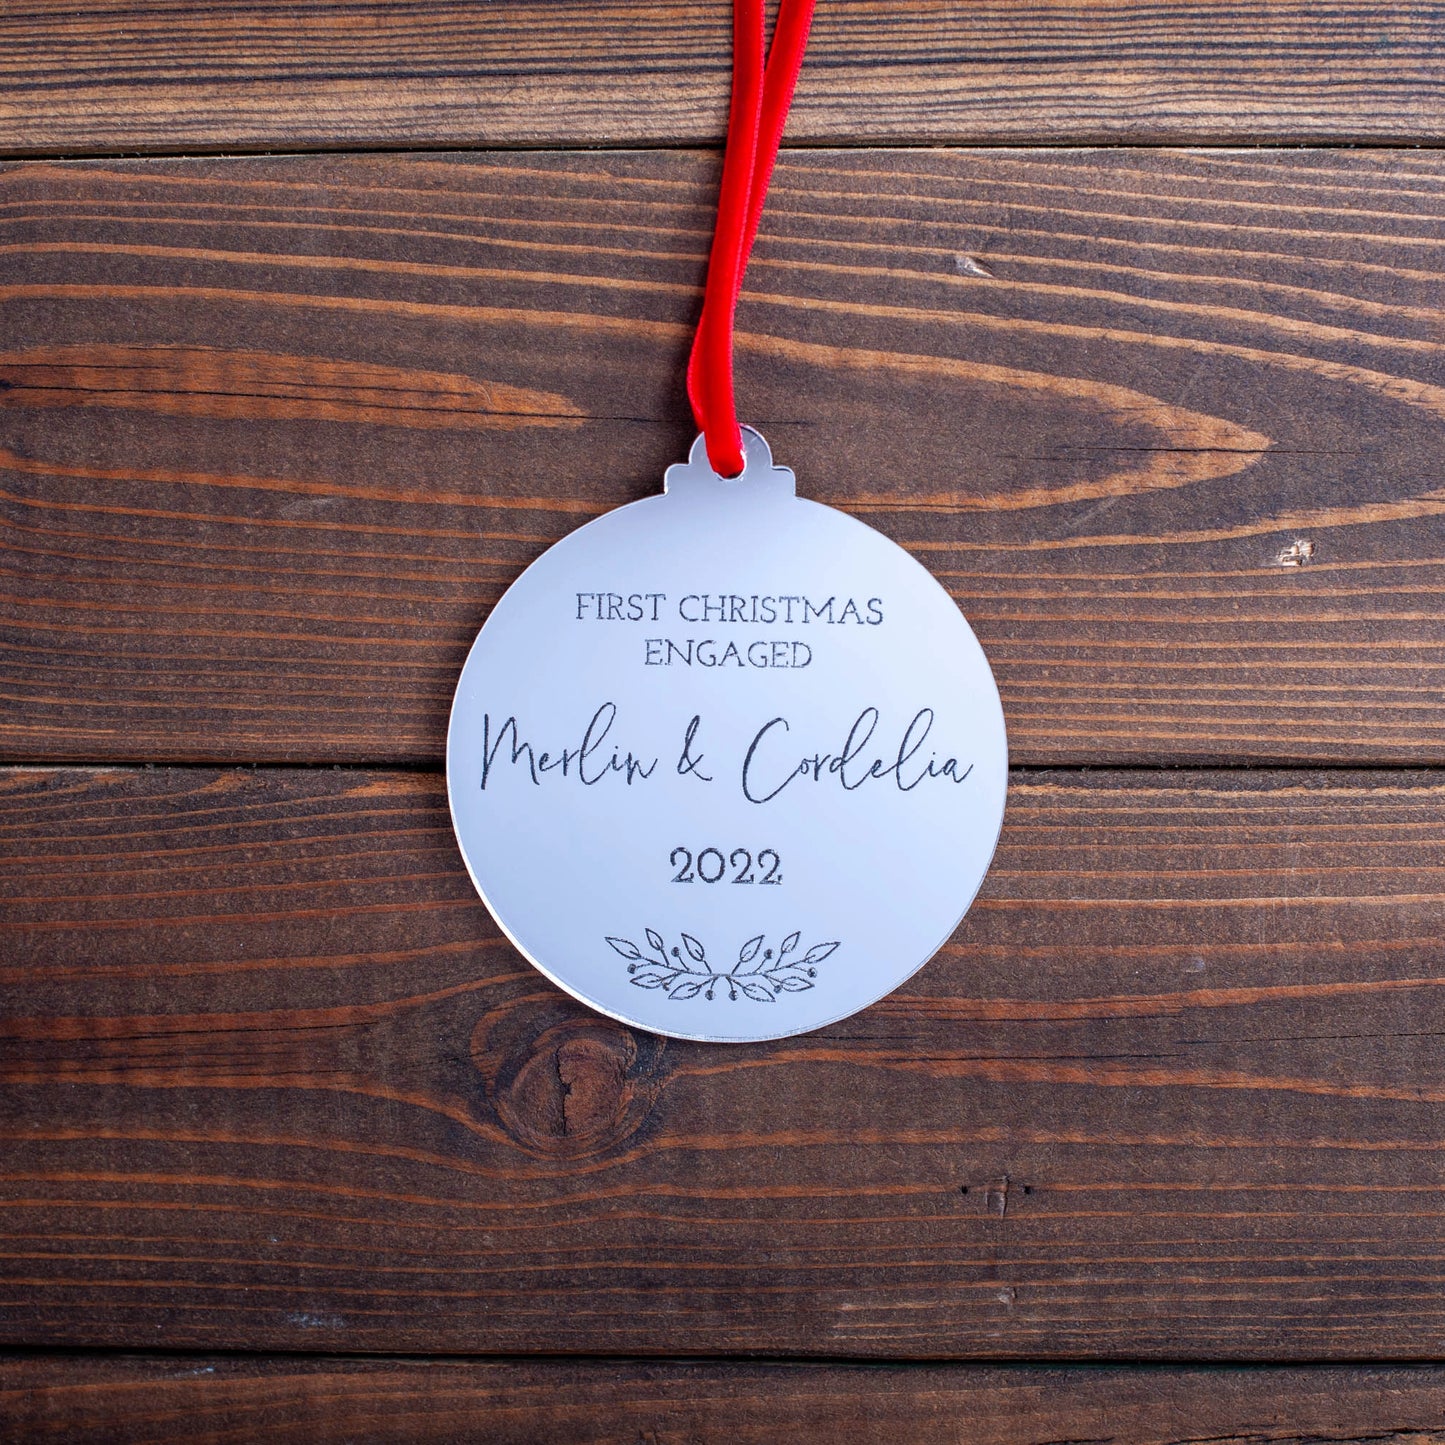 FIRST CHRISTMAS
ENGAGED
Merlin & Cordelia
2022